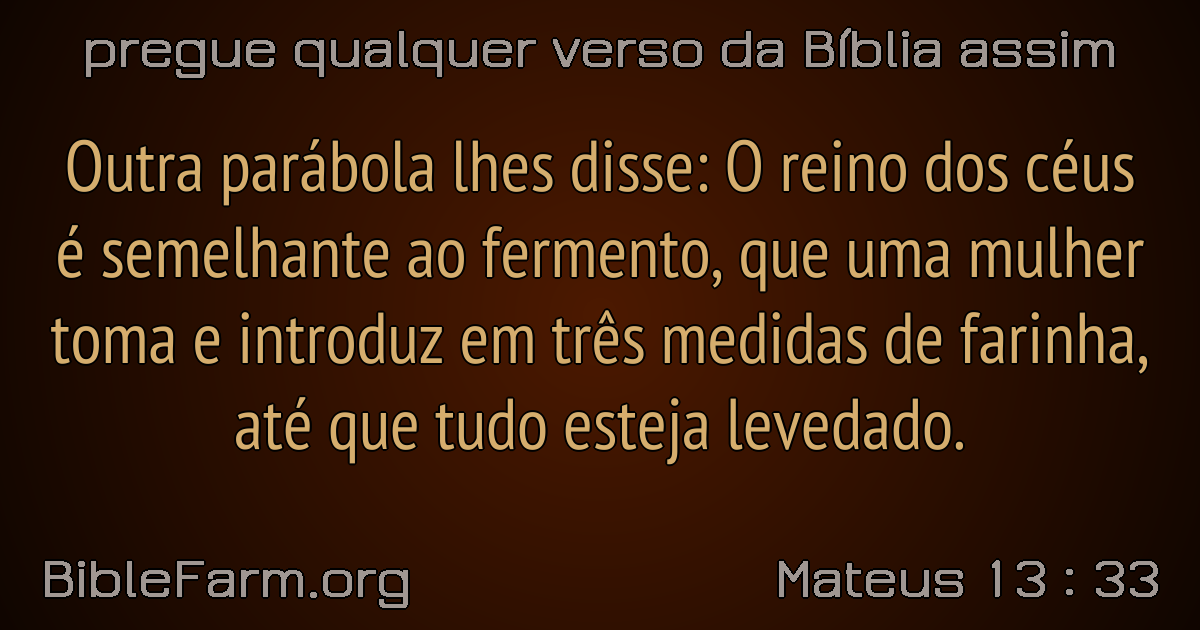 pregue qualquer verso da Bíblia assim
Outra parábola lhes disse: O reino dos céus
é semelhante ao fermento, que uma mulher
toma e introduz em três medidas de farinha,
até que tudo esteja levedado.
BibleFarm.org
Mateus 13 : 33